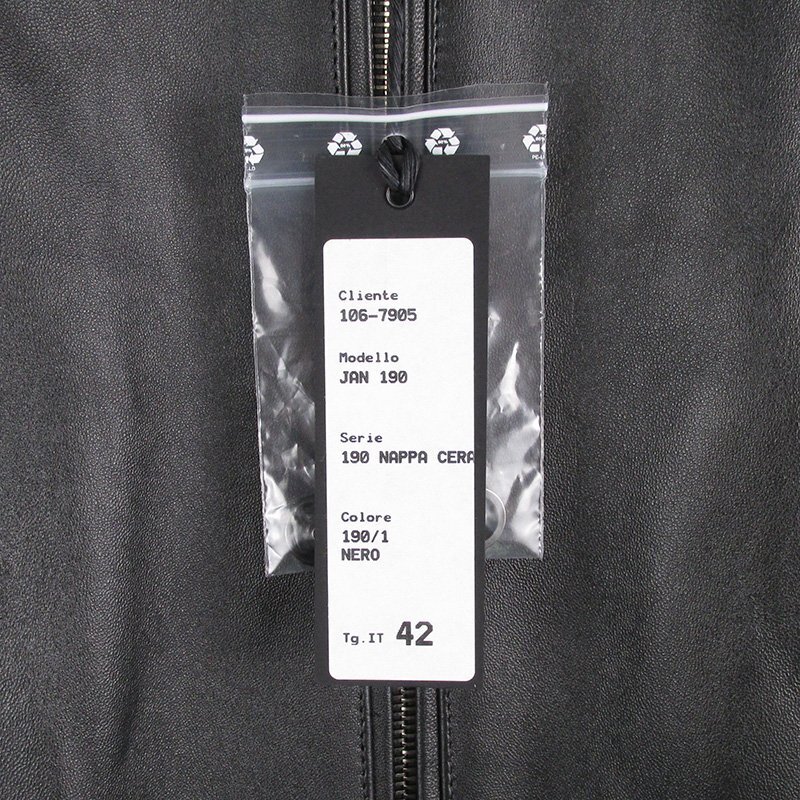 Cliente
106-7905
Modello
JAN 190
Serie
190 NAPPA CERA
Colore
190/1
NERO
Tg.IT 42